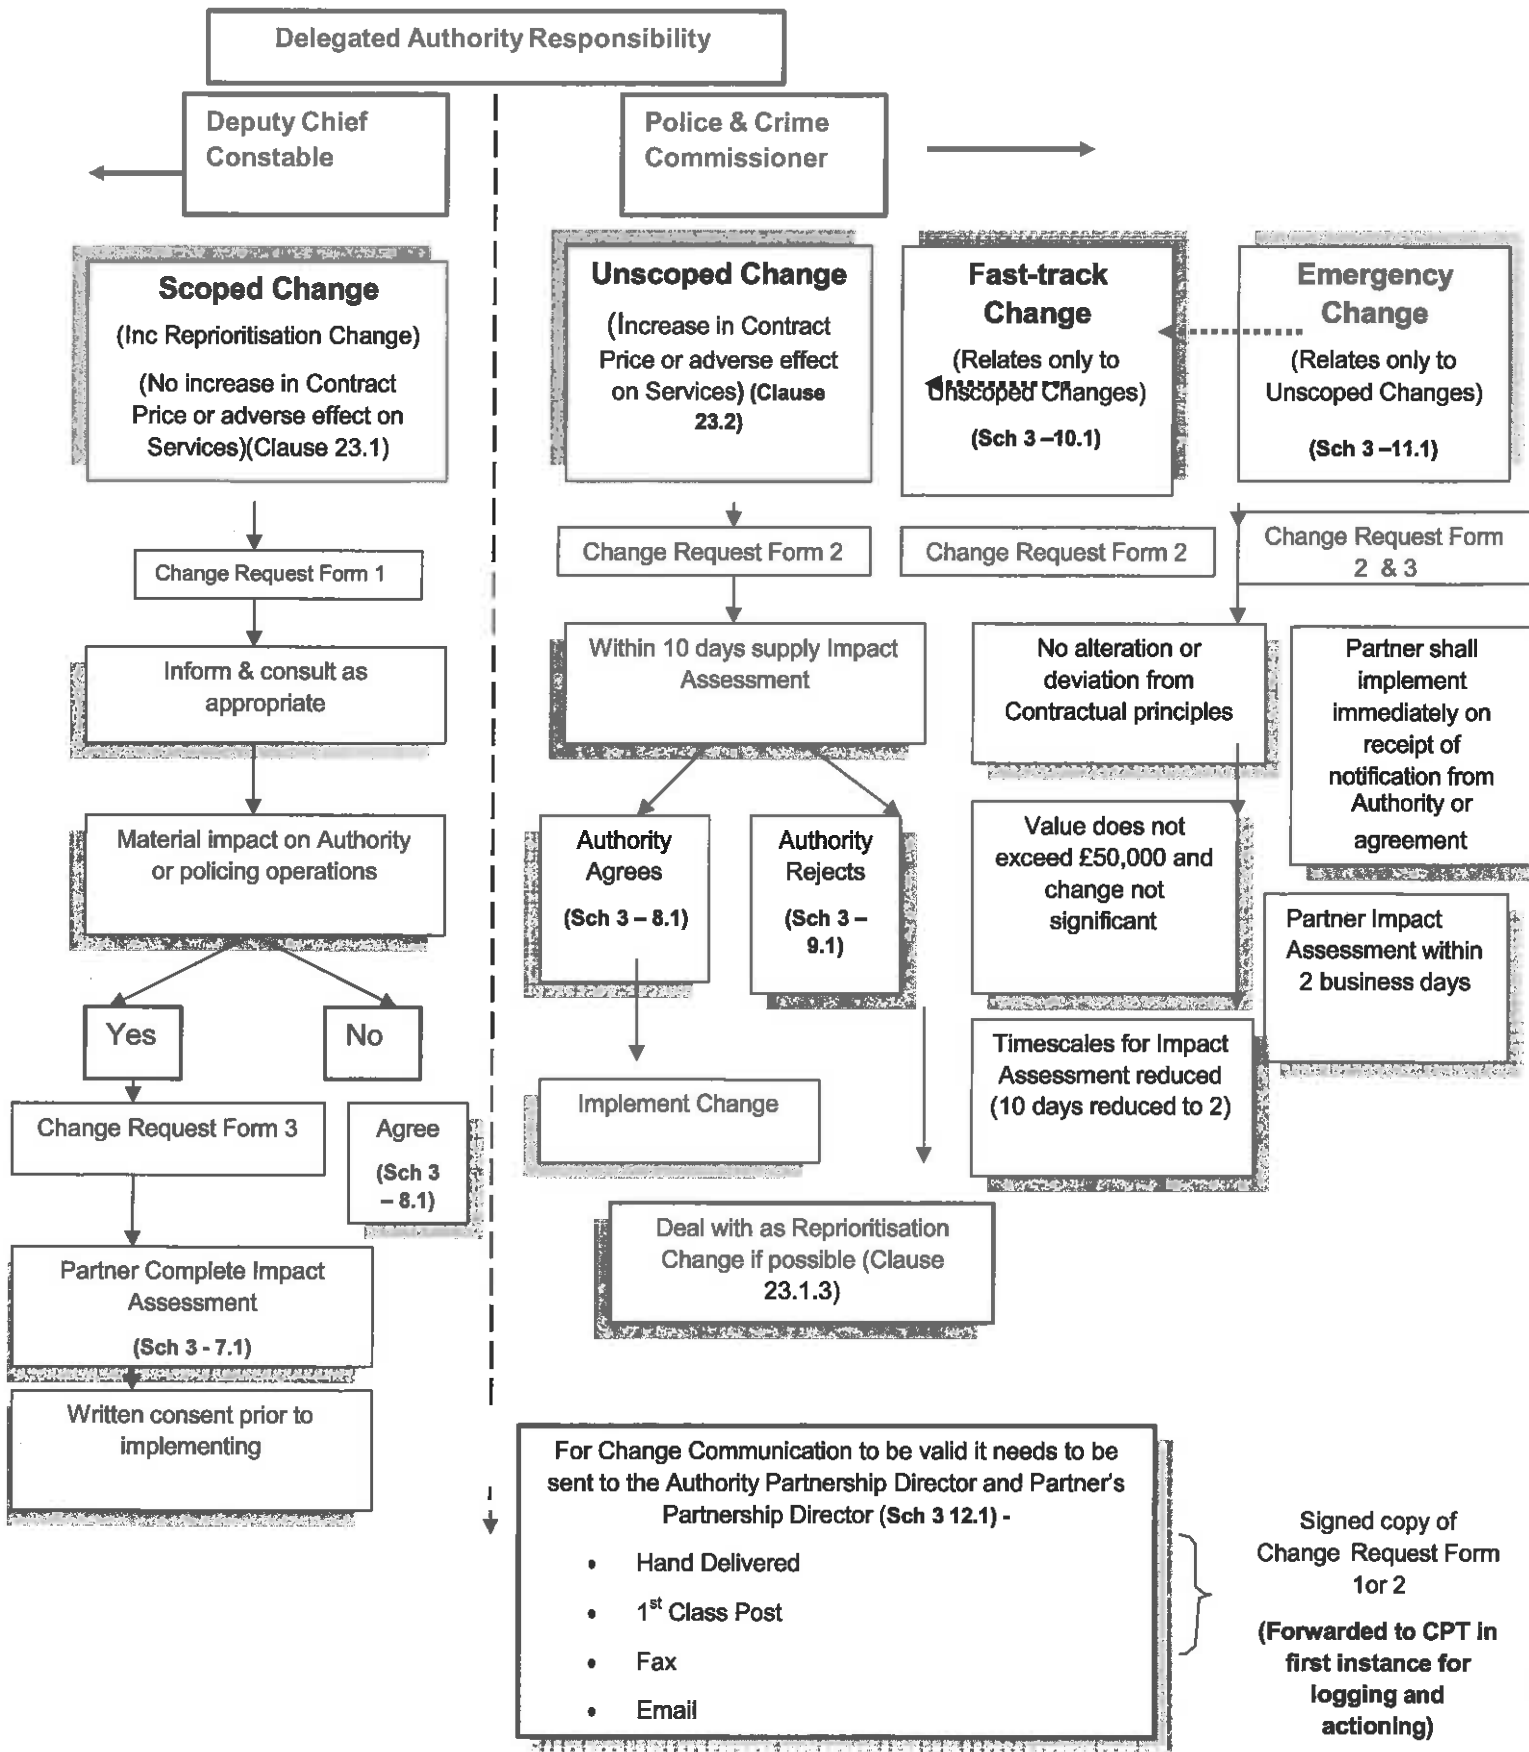 Delegated Authority Responsibility
Deputy Chief
Constable
Police & Crime
Commissioner
Scoped Change
(Inc Reprioritisation Change)
(No increase in Contract
Price or adverse effect on
Services)(Clause 23.1)
Change Request Form 1
Inform & consult as
appropriate
Material impact on Authority
or policing operations
Yes
No
Change Request Form 3
Agree
(Sch 3
– 8.1)
Partner Complete Impact
Assessment
(Sch 3 - 7.1)
Written consent prior to
implementing
Unscoped Change
(Increase in Contract
Price or adverse effect
on Services) (Clause
23.2)
Change Request Form 2
Within 10 days supply Impact
Assessment
Authority
Agrees
(Sch 3 – 8.1)
Authority
Rejects
(Sch 3 –
9.1)
Implement Change
Deal with as Reprioritisation
Change if possible (Clause
23.1.3)
Fast-track
Change
(Relates only to
Unscoped Changes)
(Sch 3 –10.1)
Change Request Form 2
No alteration or
deviation from
Contractual principles
Value does not
exceed £50,000 and
change not
significant
Timescales for Impact
Assessment reduced
(10 days reduced to 2)
Emergency
Change
(Relates only to
Unscoped Changes)
(Sch 3 –11.1)
Change Request Form
2 & 3
Partner shall
implement
immediately on
receipt of
notification from
Authority or
agreement
Partner Impact
Assessment within
2 business days
For Change Communication to be valid it needs to be
sent to the Authority Partnership Director and Partner's
Partnership Director (Sch 3 12.1) -
• Hand Delivered
• 1st Class Post
• Fax
• Email
Signed copy of
Change Request Form
1or 2
(Forwarded to CPT in
first instance for
logging and
actioning)